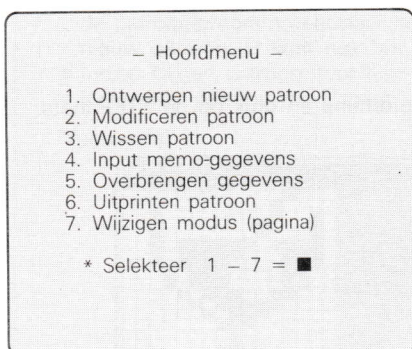 – Hoofdmenu –
1. Ontwerpen nieuw patroon
2. Modificeren patroon
3. Wissen patroon
4. Input memo-gegevens
5. Overbrengen gegevens
6. Uitprinten patroon
7. Wijzigen modus (pagina)
* Selekteer 1 – 7 = ■